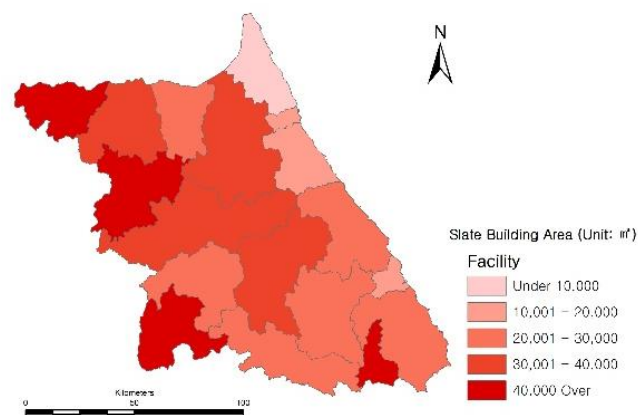 N
Slate Building Area (Unit: ㎡)
Facility
Under 10,000
10,001 - 20,000
20,001 - 30,000
30,001 - 40,000
40,000 Over
Kilometers
0 50 100